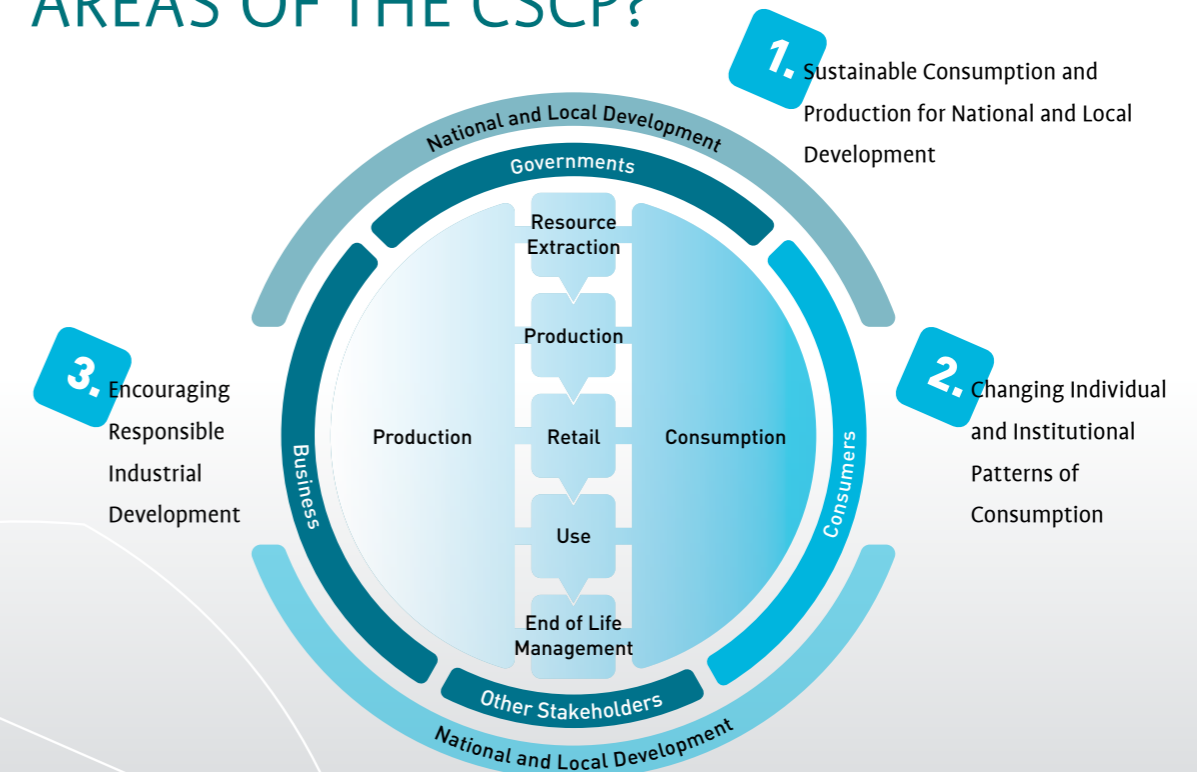 AREAS OF THE CSCP?
1.
Sustainable Consumption and
Production for National and Local
Development
National and Local Development
Governments
Resource
Extraction
Production
3.
Encouraging
Responsible
Industrial
Development
Business
Production
Retail
Consumption
Consumers
2.
Changing Individual
and Institutional
Patterns of
Consumption
Use
End of Life
Management
Other Stakeholders
National and Local Development